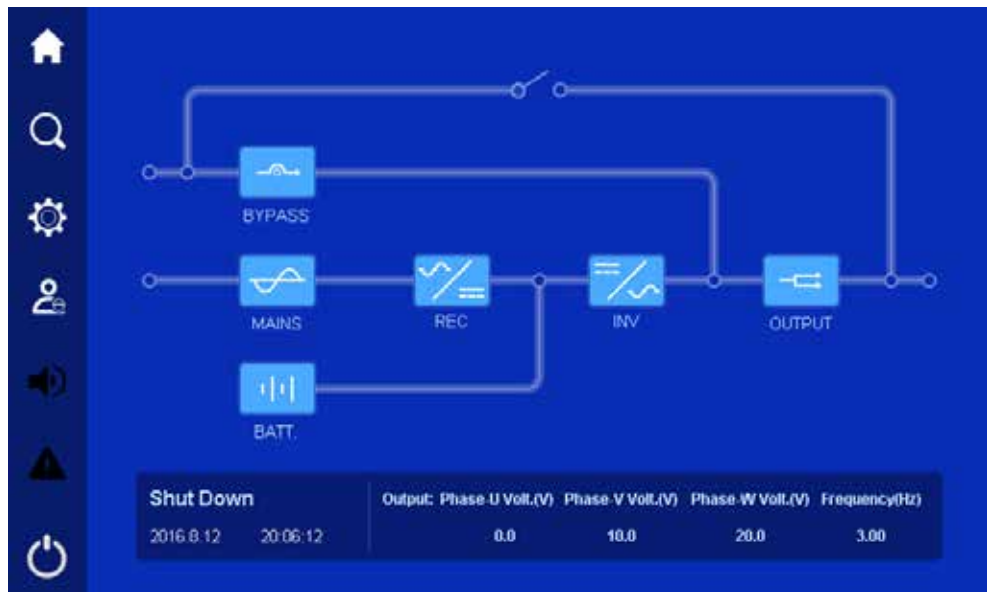 BYPASS
MAINS REC INV OUTPUT
BATT.
Shut Down Output: Phase-U Volt.(V) Phase-V Volt.(V) Phase-W Volt.(V) Frequency(Hz)
2016.8.12 20:06:12 0.0 10.0 20.0 3.00